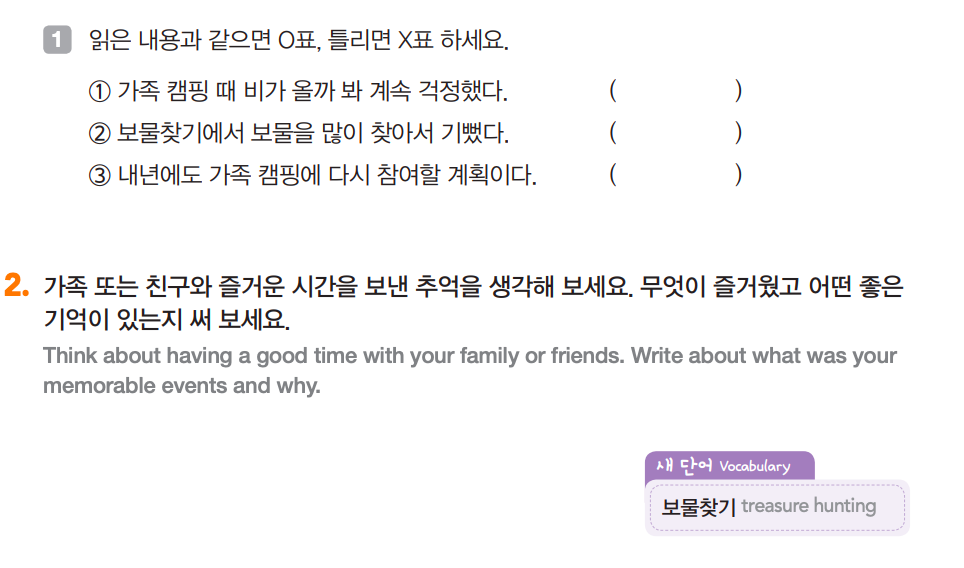 1 읽은 내용과 같으면 O표, 틀리면 X표 하세요.
① 가족 캠핑 때 비가 올까 봐 계속 걱정했다. ( )
② 보물찾기에서 보물을 많이 찾아서 기뻤다. ( )
③ 내년에도 가족 캠핑에 다시 참여할 계획이다. ( )
2. 가족 또는 친구와 즐거운 시간을 보낸 추억을 생각해 보세요. 무엇이 즐거웠고 어떤 좋은
기억이 있는지 써 보세요.
Think about having a good time with your family or friends. Write about what was your
memorable events and why.
새 단어 Vocabulary
보물찾기 treasure hunting